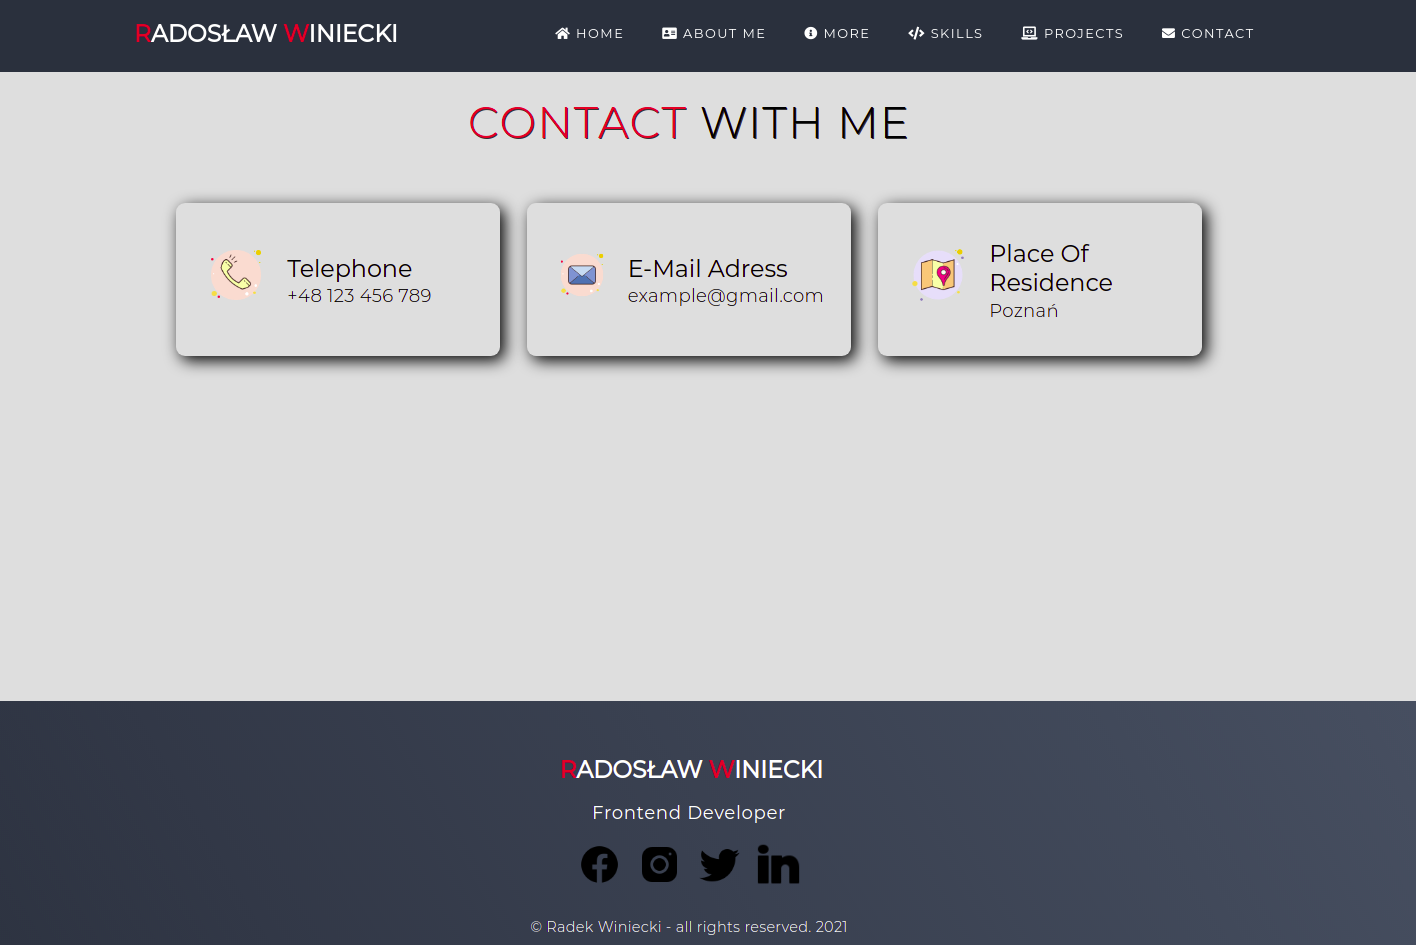 RADOSŁAW WINIECKI
HOME ABOUT ME MORE SKILLS PROJECTS CONTACT
CONTACT WITH ME
Telephone
+48 123 456 789
E-Mail Adress
example@gmail.com
Place Of
Residence
Poznań
RADOSŁAW WINIECKI
Frontend Developer
© Radek Winiecki - all rights reserved. 2021